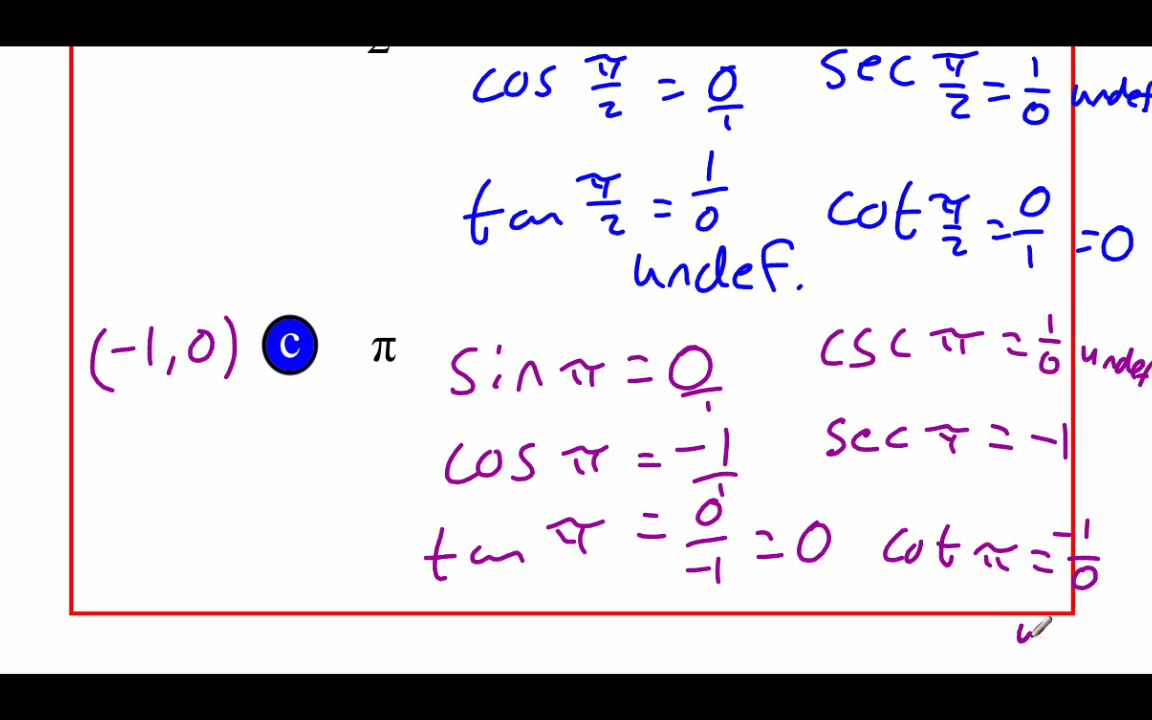 cos π/2 = 0/1 sec π/2 = 1/0 undef
tan π/2 = 1/0 undef. cot π/2 = 0/1 = 0
(-1,0) c π sin π = 0/1 csc π = 1/0 undef
cos π = -1/1 sec π = -1
tan π = 0/-1 = 0 cot π = -1/0
u